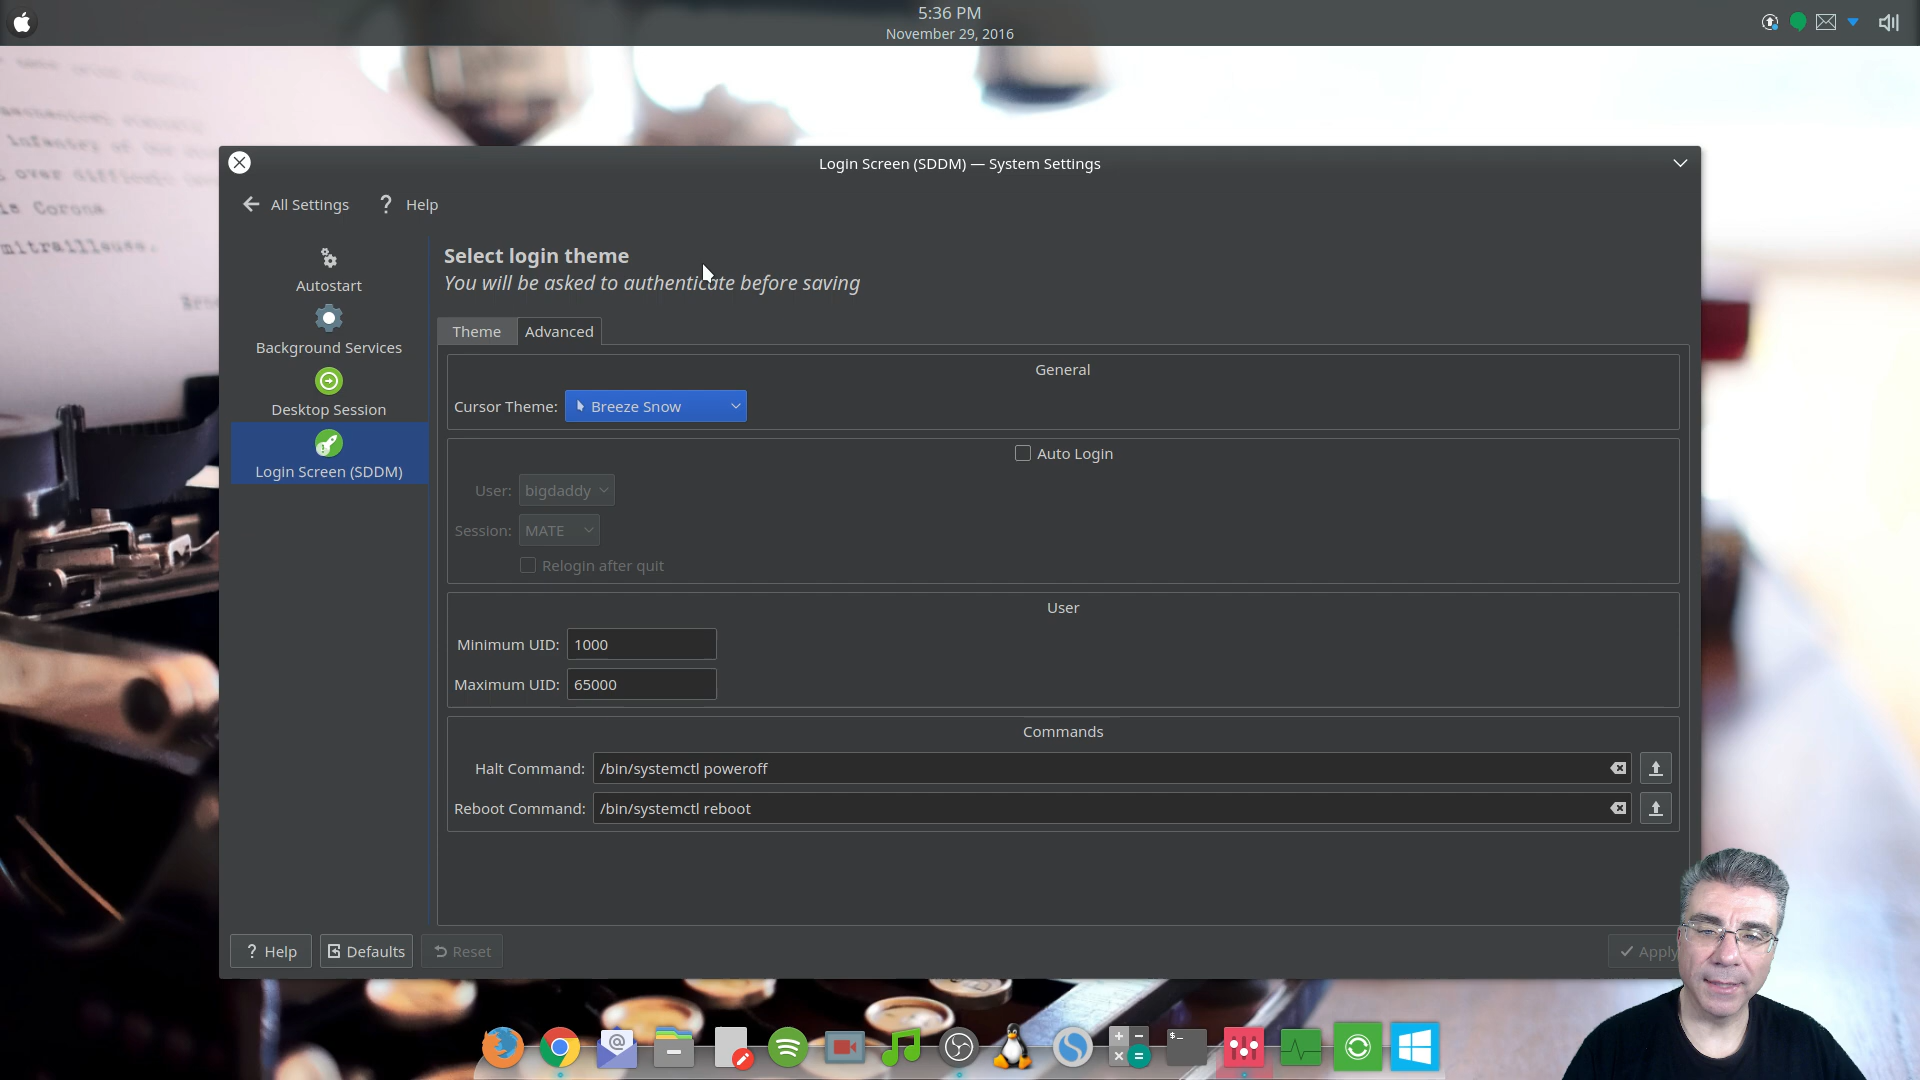 5:36 PM
November 29, 2016
Login Screen (SDDM) — System Settings
All Settings
? Help
Autostart
Background Services
Desktop Session
Login Screen (SDDM)
Select login theme
You will be asked to authenticate before saving
Theme
Advanced
General
Cursor Theme: Breeze Snow
Auto Login
User: bigdaddy
Session: MATE
Relogin after quit
User
Minimum UID: 1000
Maximum UID: 65000
Commands
Halt Command: /bin/systemctl poweroff
Reboot Command: /bin/systemctl reboot
? Help
Defaults
Reset
Apply
over
Corona
mitrailleuse.